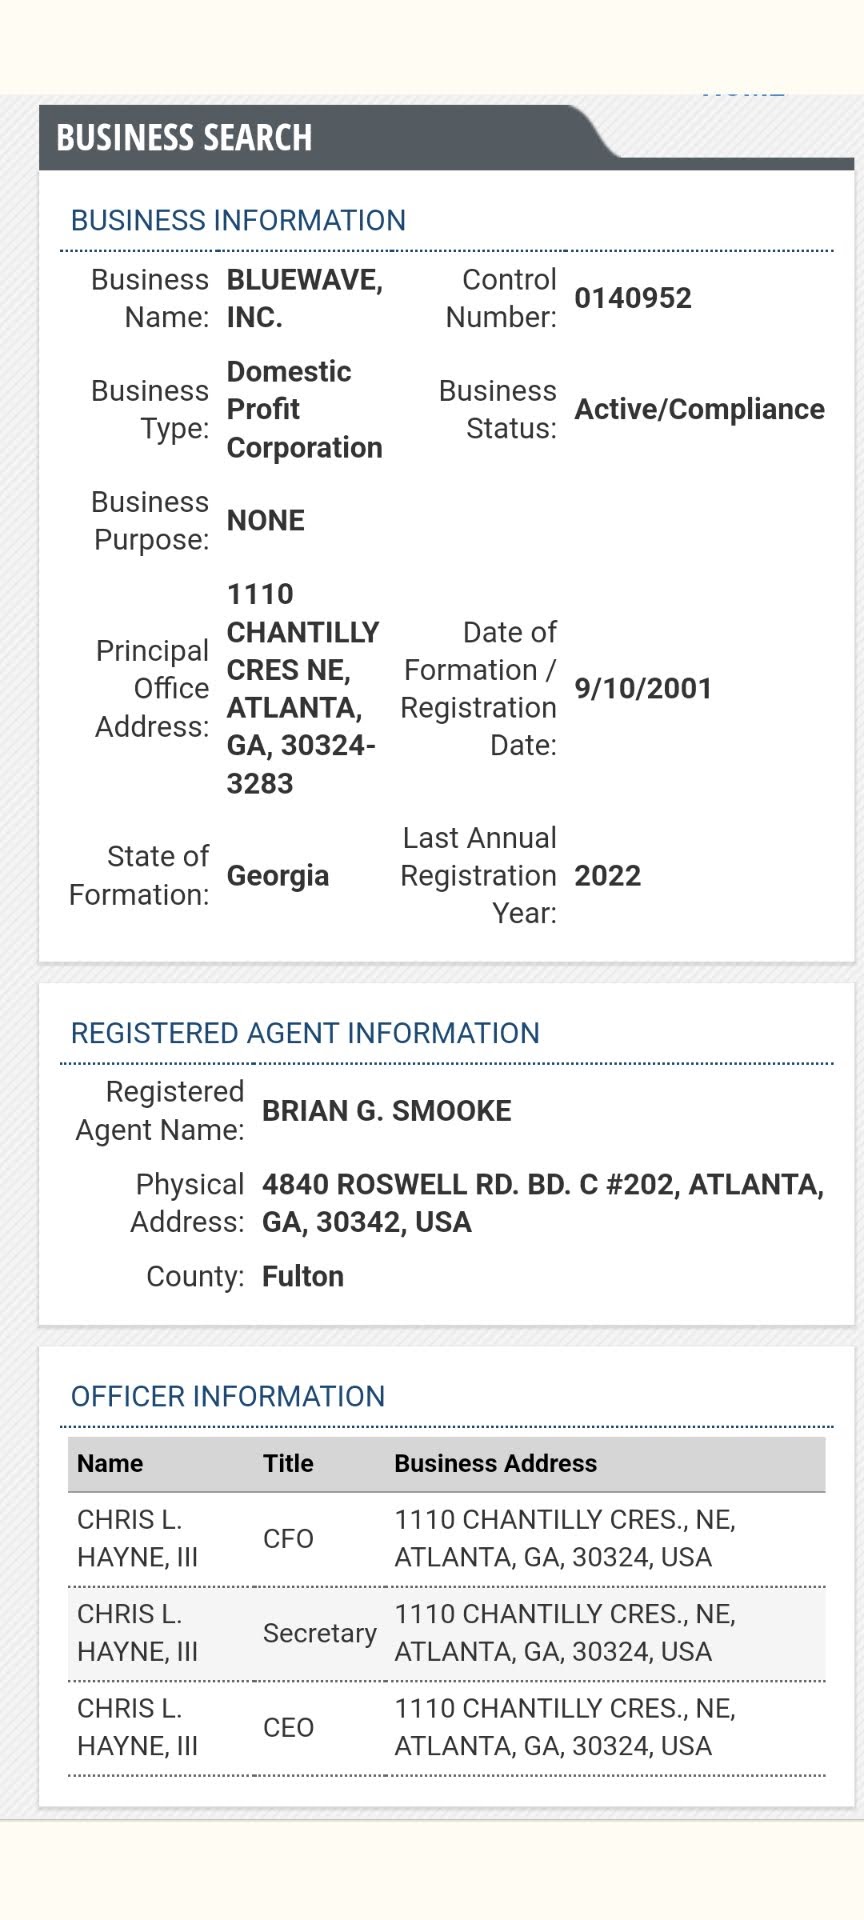 BUSINESS SEARCH
BUSINESS INFORMATION
Business Name: BLUEWAVE, INC. Control Number: 0140952
Business Type: Domestic Profit Corporation Business Status: Active/Compliance
Business Purpose: NONE
Principal Office Address: 1110 CHANTILLY CRES NE, ATLANTA, GA, 30324-3283 Date of Formation / Registration Date: 9/10/2001
State of Formation: Georgia Last Annual Registration Year: 2022
REGISTERED AGENT INFORMATION
Registered Agent Name: BRIAN G. SMOOKE
Physical Address: 4840 ROSWELL RD. BD. C #202, ATLANTA, GA, 30342, USA
County: Fulton
OFFICER INFORMATION
Name Title Business Address
CHRIS L. HAYNE, III CFO 1110 CHANTILLY CRES., NE, ATLANTA, GA, 30324, USA
CHRIS L. HAYNE, III Secretary 1110 CHANTILLY CRES., NE, ATLANTA, GA, 30324, USA
CHRIS L. HAYNE, III CEO 1110 CHANTILLY CRES., NE, ATLANTA, GA, 30324, USA